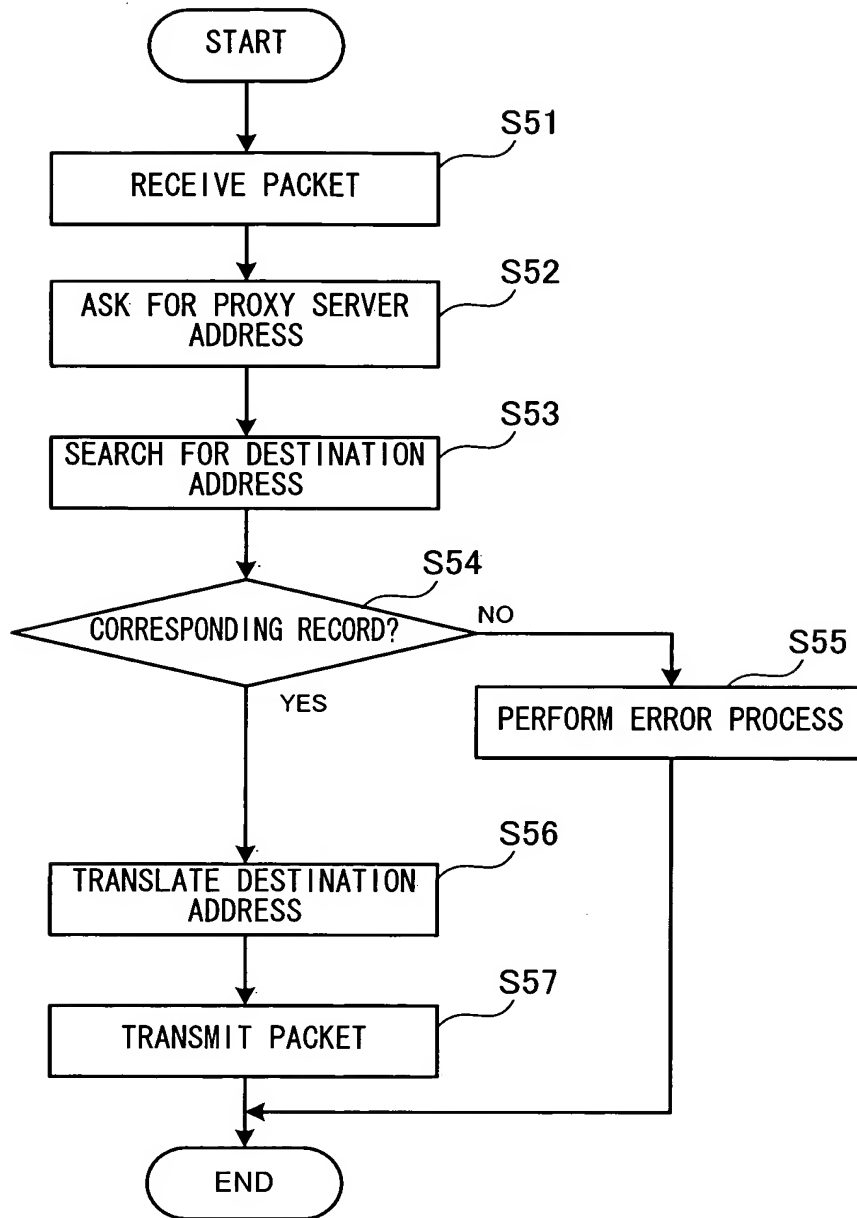 START
S51
RECEIVE PACKET
S52
ASK FOR PROXY SERVER
ADDRESS
S53
SEARCH FOR DESTINATION
ADDRESS
S54
CORRESPONDING RECORD?
NO
S55
YES
PERFORM ERROR PROCESS
S56
TRANSLATE DESTINATION
ADDRESS
S57
TRANSMIT PACKET
END